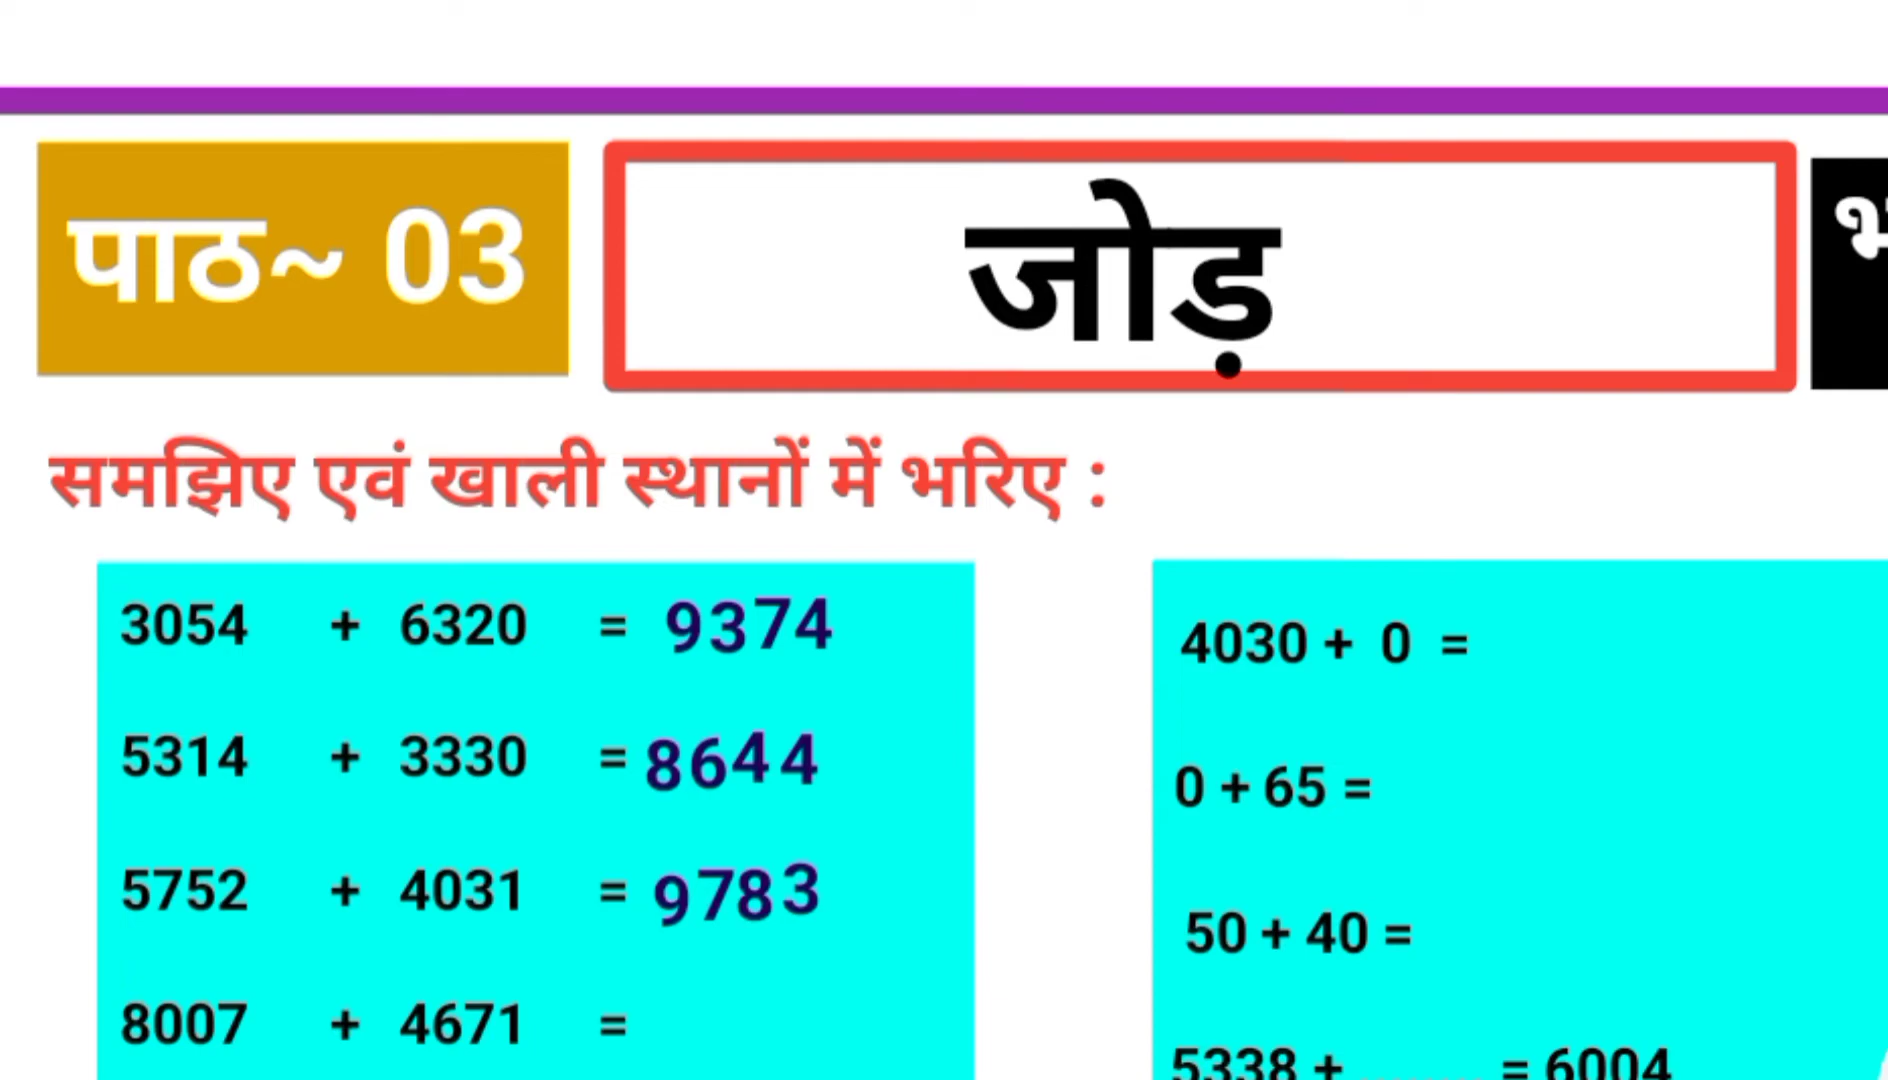 पाठ~ 03
जोड़
भ
समझिए एवं खाली स्थानों में भरिए :
3054 + 6320 = 9374
5314 + 3330 = 8644
5752 + 4031 = 9783
8007 + 4671 =
4030 + 0 =
0 + 65 =
50 + 40 =
5338 + ____ = 6004